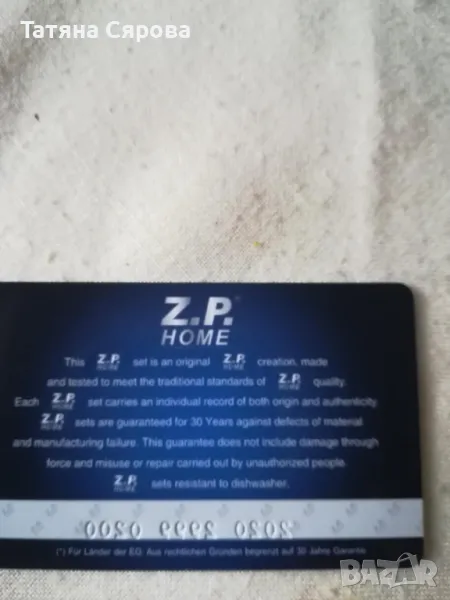 Татяна Сярова
Z.P.
HOME
This Z.P. HOME set is an original Z.P. HOME creation, made
and tested to meet the traditional standards of Z.P. HOME quality.
Each Z.P. HOME set carries an individual record of both origin and authenticity.
Z.P. HOME sets are guaranteed for 30 Years against defects of material
and manufacturing failure. This guarantee does not include damage through
force and misuse or repair carried out by unauthorized people.
Z.P. HOME sets resistant to dishwasher.
2020 2999 0200
(*) Für Länder der EG: Aus rechtlichen Gründen begrenzt auf 30 Jahre Garantie.
BAZAR